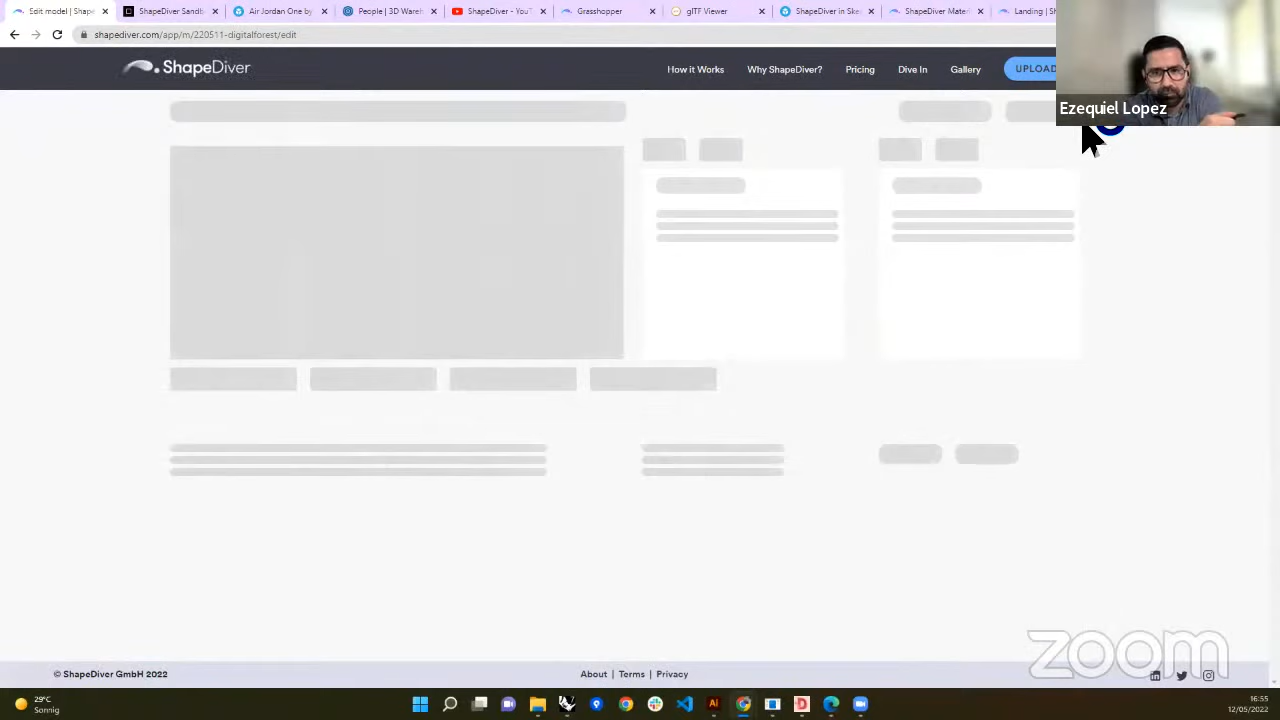 Edit model | Shape
ShapeDiver Sandb
Air Jordan One by
People | 3D Wareh
ShapeDiver - YouT
Grasshopper
glTF Viewer
ShapeDiver in Ske
ShapeDiver Materi
Landing | Sh
shapediver.com/app/m/220511-digitalforest/edit
ShapeDiver
How it Works
Why ShapeDiver?
Pricing
Dive In
Gallery
UPLOAD
Ezequiel Lopez
zoom
© ShapeDiver GmbH 2022
About | Terms | Privacy
29°C
Sonnig
16:55
12/05/2022